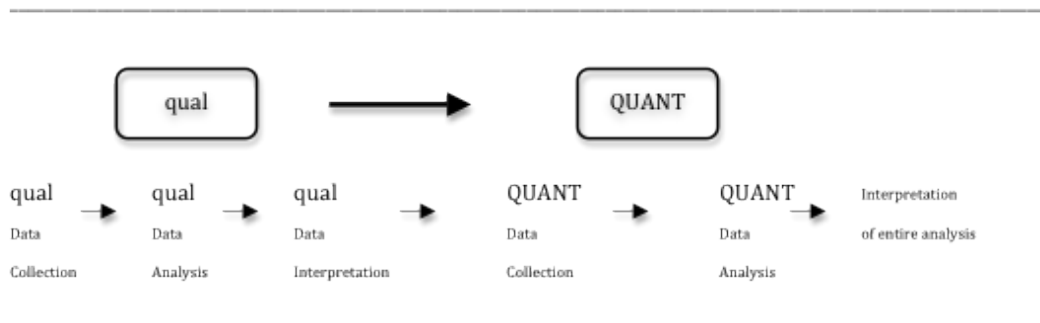 qual QUANT
qual qual qual QUANT QUANT Interpretation
Data Data Data Data Data of entire analysis
Collection Analysis Interpretation Collection Analysis